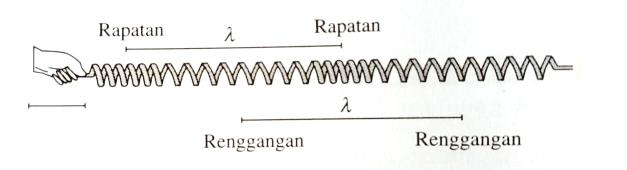 Rapatan λ Rapatan
λ
Renggangan Renggangan